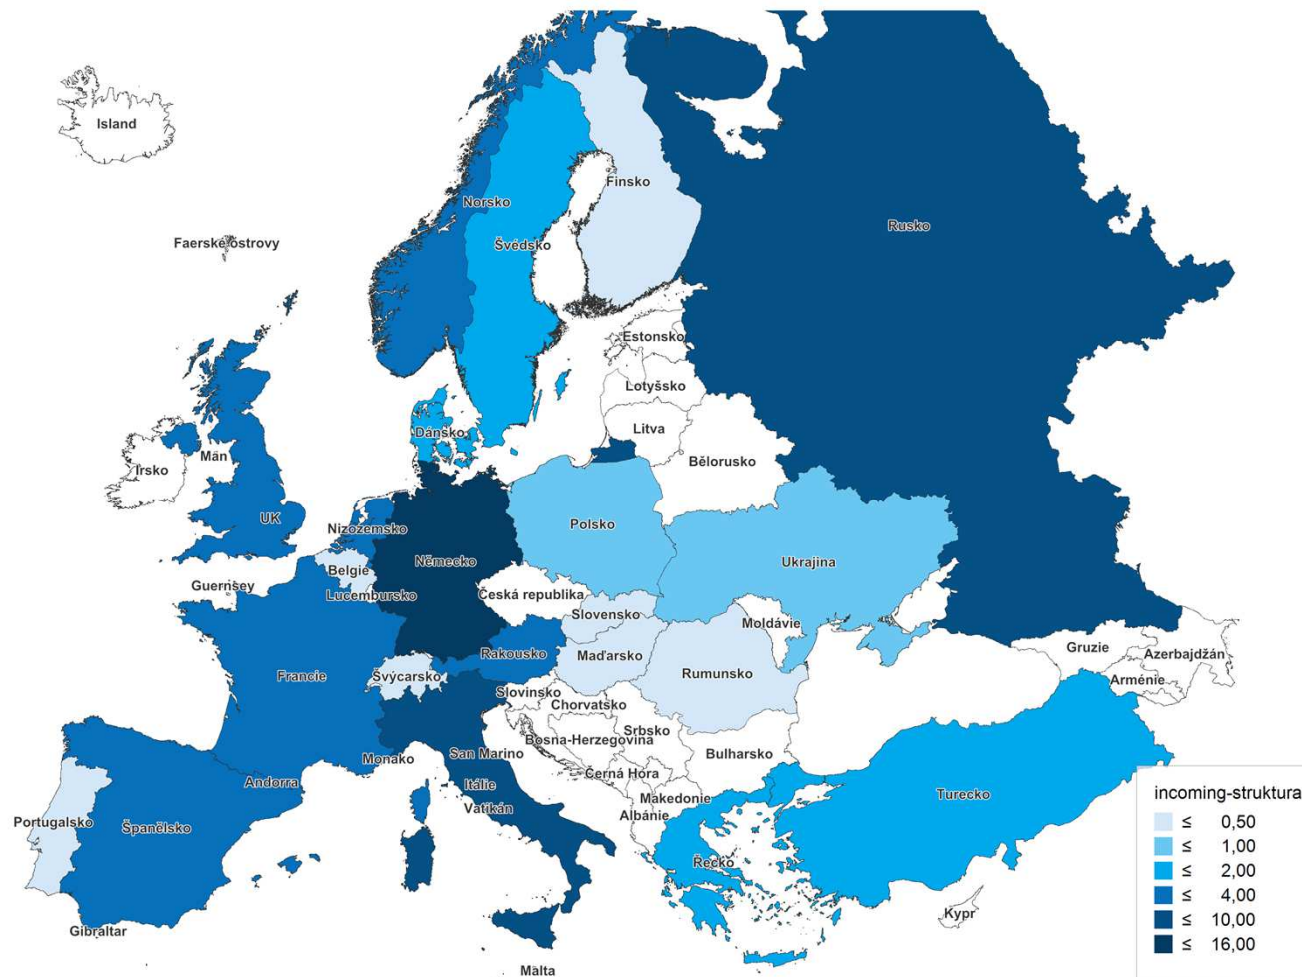 Island
Finsko
Norsko
Rusko
Faerské ostrovy
Švédsko
Estonsko
Lotyšsko
Litva
Dánsko
Man
Irsko
Bělorusko
UK
Nizozemsko
Polsko
Německo
Ukrajina
Belgie
Guernsey
Lucembursko
Česká republika
Slovensko
Moldávie
Gruzie
Azerbajdžán
Rakousko
Maďarsko
Francie
Švýcarsko
Rumunsko
Arménie
Slovinsko
Chorvatsko
Srbsko
Bosna-Herzegovina
Bulharsko
Monako
San Marino
Andorra
Itálie
Černá Hora
Turecko
Makedonie
Vatikán
Albánie
Portugalsko
Španělsko
Řecko
Kypr
Gibraltar
Malta
incoming-struktura
≤ 0,50
≤ 1,00
≤ 2,00
≤ 4,00
≤ 10,00
≤ 16,00